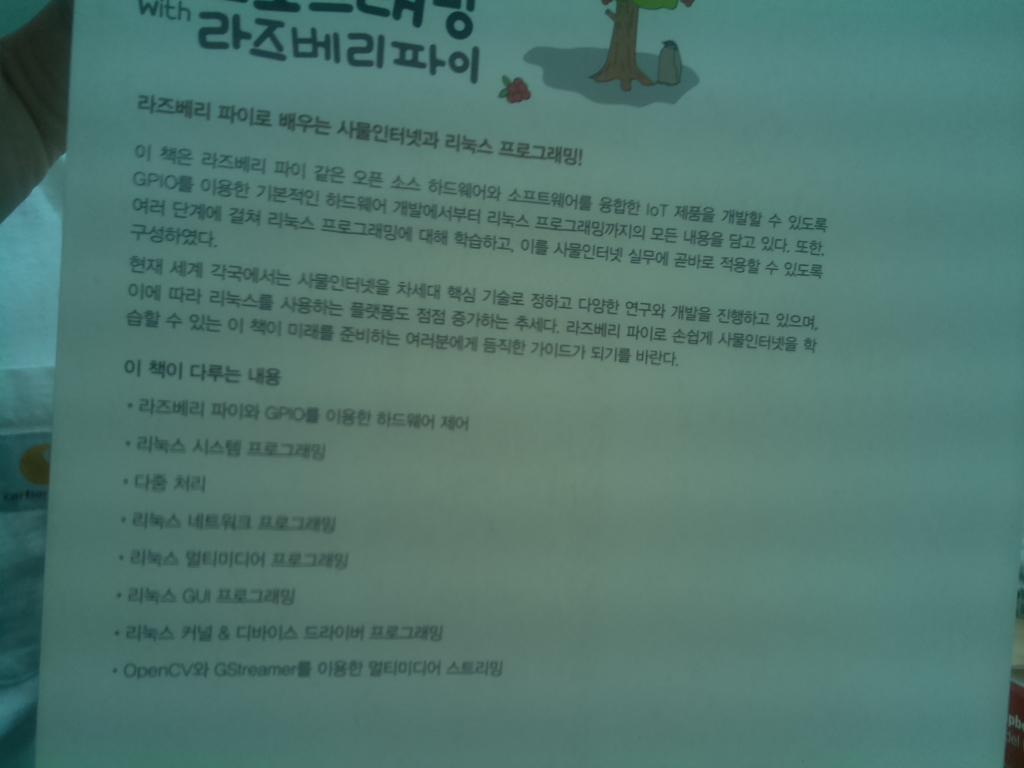 프로그래밍
With
라즈베리파이
라즈베리 파이로 배우는 사물인터넷과 리눅스 프로그래밍!
이 책은 라즈베리 파이 같은 오픈 소스 하드웨어와 소프트웨어를 융합한 IoT 제품을 개발할 수 있도록
GPIO를 이용한 기본적인 하드웨어 개발에서부터 리눅스 프로그래밍까지의 모든 내용을 담고 있다. 또한,
여러 단계에 걸쳐 리눅스 프로그래밍에 대해 학습하고, 이를 사물인터넷 실무에 곧바로 적용할 수 있도록
구성하였다.
현재 세계 각국에서는 사물인터넷을 차세대 핵심 기술로 정하고 다양한 연구와 개발을 진행하고 있으며,
이에 따라 리눅스를 사용하는 플랫폼도 점점 증가하는 추세다. 라즈베리 파이로 손쉽게 사물인터넷을 학
습할 수 있는 이 책이 미래를 준비하는 여러분에게 듬직한 가이드가 되기를 바란다.
이 책이 다루는 내용
• 라즈베리 파이와 GPIO를 이용한 하드웨어 제어
• 리눅스 시스템 프로그래밍
• 다중 처리
• 리눅스 네트워크 프로그래밍
• 리눅스 멀티미디어 프로그래밍
• 리눅스 GUI 프로그래밍
• 리눅스 커널 & 디바이스 드라이버 프로그래밍
• OpenCV와 GStreamer를 이용한 멀티미디어 스트리밍